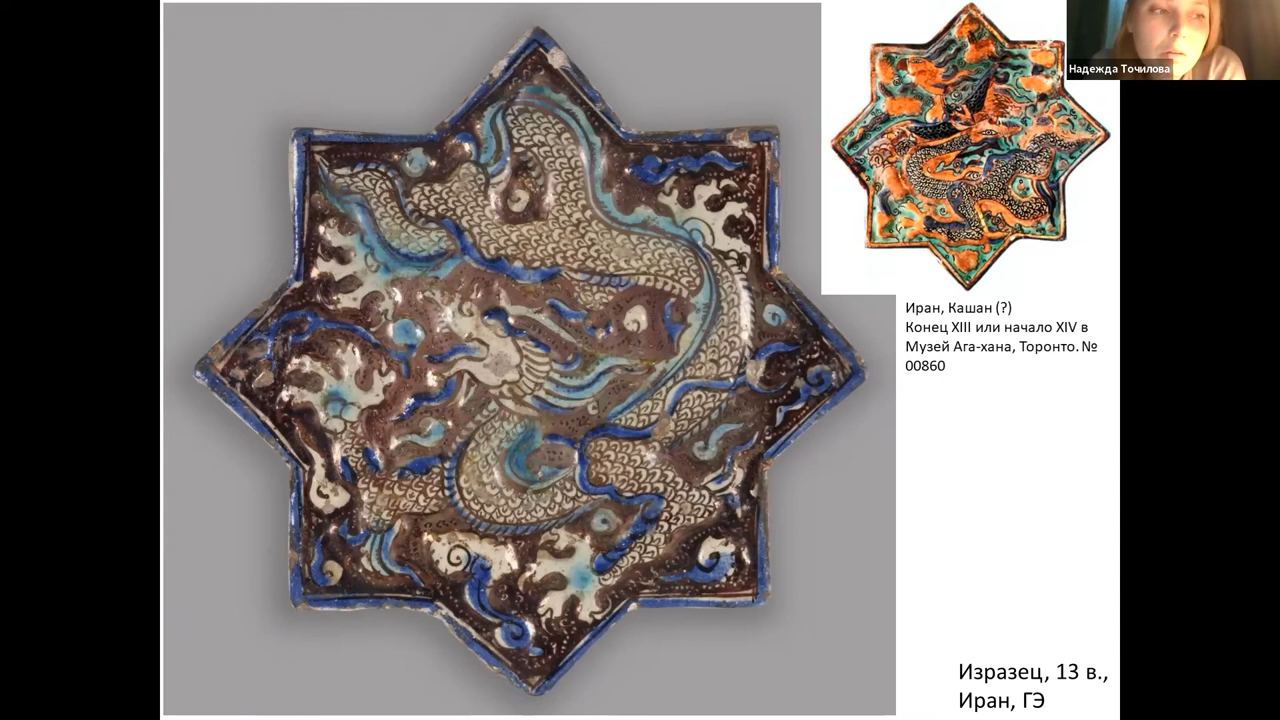 Надежда Точилова
Иран, Кашан (?)
Конец XIII или начало XIV в
Музей Ага-хана, Торонто. №
00860
Изразец, 13 в.,
Иран, ГЭ